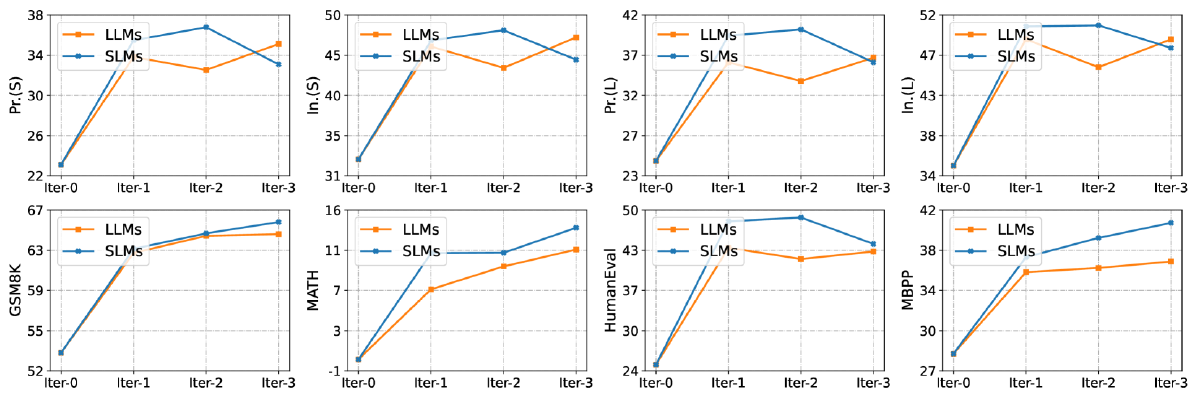 Pr.(S)
42
38
34
30
26
22
LLMs
SLMs
Iter-0 Iter-1 Iter-2 Iter-3
In.(S)
50
45
40
35
31
LLMs
SLMs
Iter-0 Iter-1 Iter-2 Iter-3
Pr.(L)
42
37
32
27
23
LLMs
SLMs
Iter-0 Iter-1 Iter-2 Iter-3
In.(L)
52
47
43
38
34
LLMs
SLMs
Iter-0 Iter-1 Iter-2 Iter-3
GSM8K
67
63
59
55
52
LLMs
SLMs
Iter-0 Iter-1 Iter-2 Iter-3
MATH
16
11
7
3
-1
LLMs
SLMs
Iter-0 Iter-1 Iter-2 Iter-3
HumanEval
50
43
37
30
24
LLMs
SLMs
Iter-0 Iter-1 Iter-2 Iter-3
MBPP
42
38
34
30
27
LLMs
SLMs
Iter-0 Iter-1 Iter-2 Iter-3